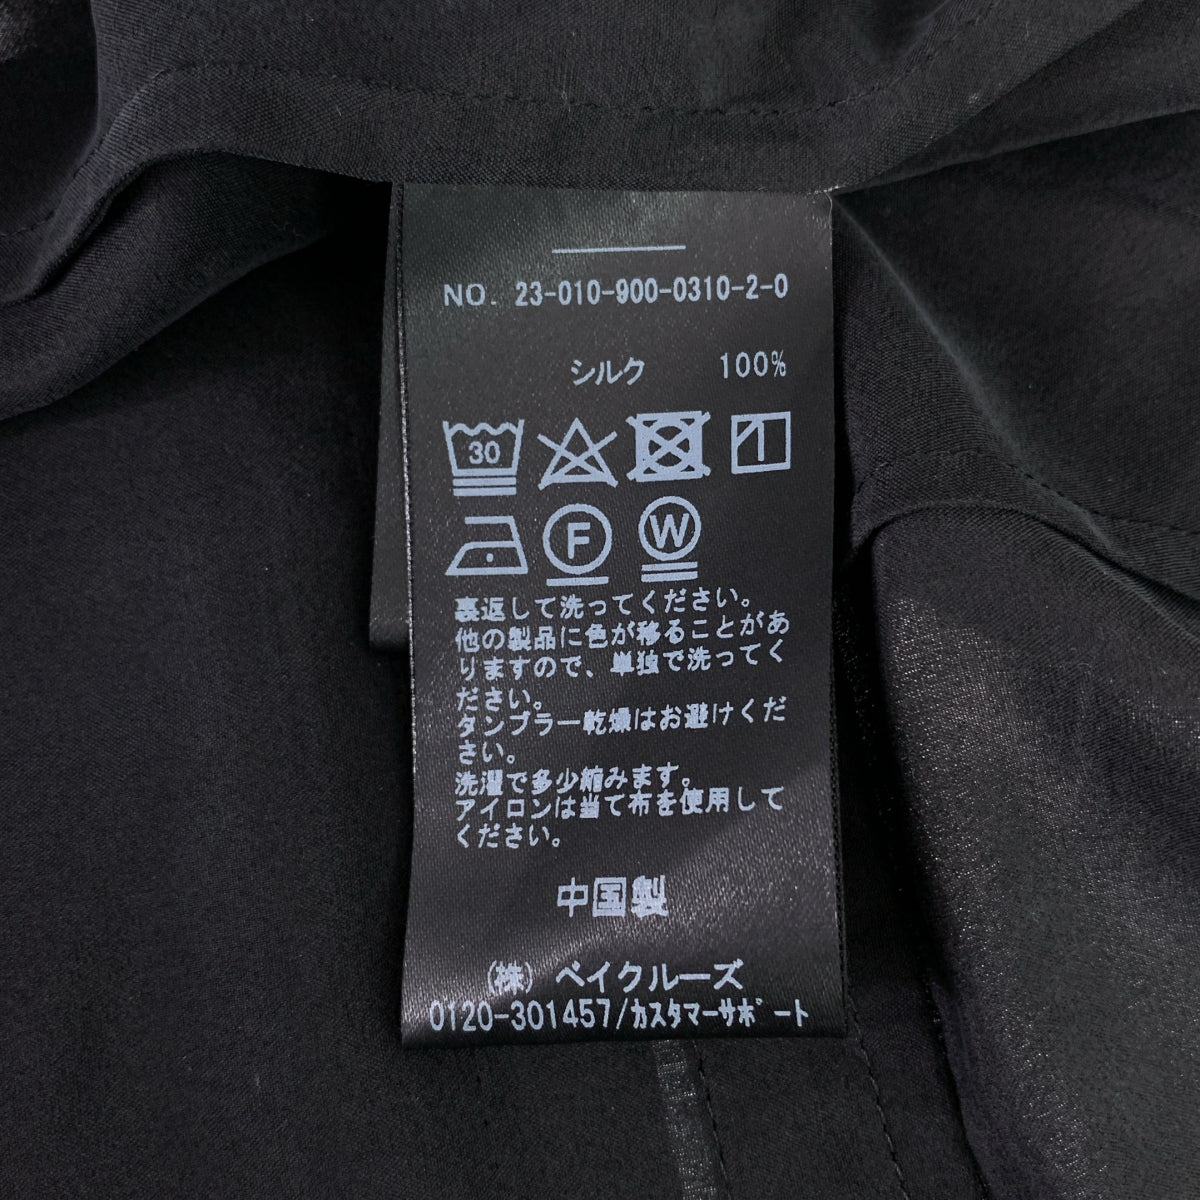 NO. 23-010-900-0310-2-0
シルク 100%
30
F W
裏返して洗ってください。
他の製品に色が移ることがあ
りますので、単独で洗ってく
ださい。
タンブラー乾燥はお避けくだ
さい。
洗濯で多少縮みます。
アイロンは当て布を使用して
ください。
中国製
(株) ベイクルーズ
0120-301457/カスタマーサポート